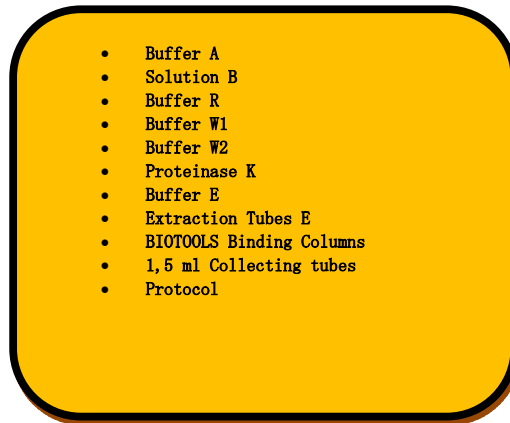 • Buffer A
• Solution B
• Buffer R
• Buffer W1
• Buffer W2
• Proteinase K
• Buffer E
• Extraction Tubes E
• BIOTOOLS Binding Columns
• 1,5 ml Collecting tubes
• Protocol